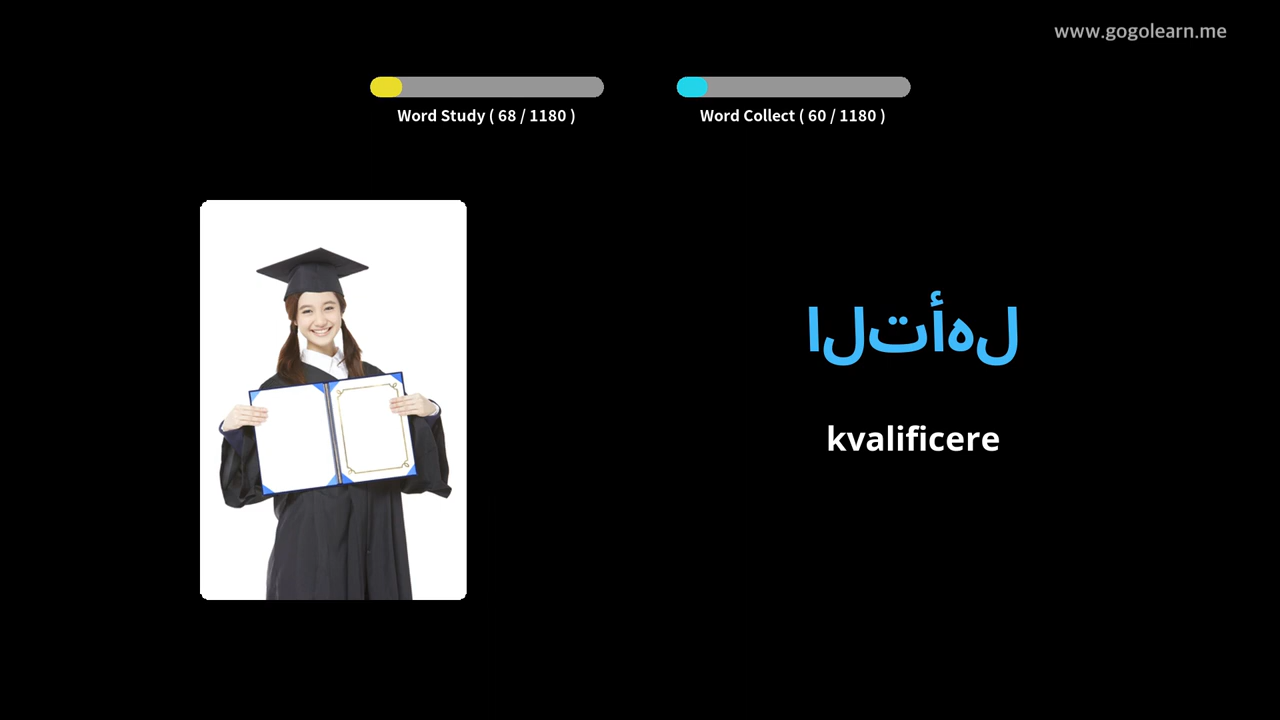 www.gogolearn.me
Word Study ( 68 / 1180 )
Word Collect ( 60 / 1180 )
التأهل
kvalificere